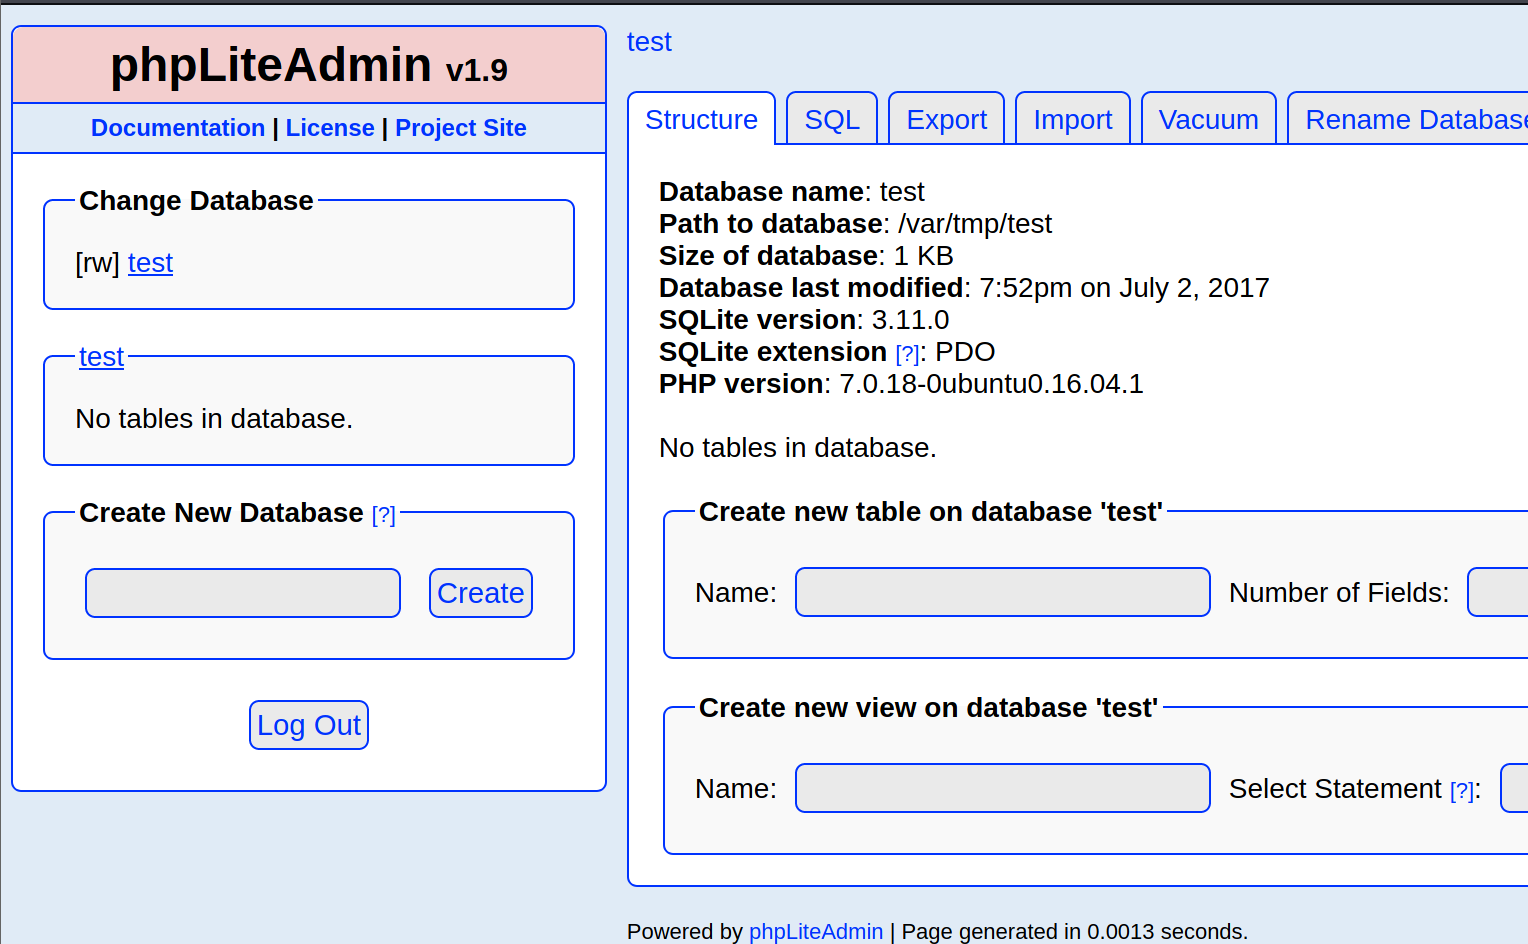 phpLiteAdmin v1.9
Documentation | License | Project Site
Change Database
[rw] test
test
No tables in database.
Create New Database [?]
Create
Log Out
test
Structure SQL Export Import Vacuum Rename Database
Database name: test
Path to database: /var/tmp/test
Size of database: 1 KB
Database last modified: 7:52pm on July 2, 2017
SQLite version: 3.11.0
SQLite extension [?]: PDO
PHP version: 7.0.18-0ubuntu0.16.04.1
No tables in database.
Create new table on database 'test'
Name: Number of Fields:
Create new view on database 'test'
Name: Select Statement [?]:
Powered by phpLiteAdmin | Page generated in 0.0013 seconds.